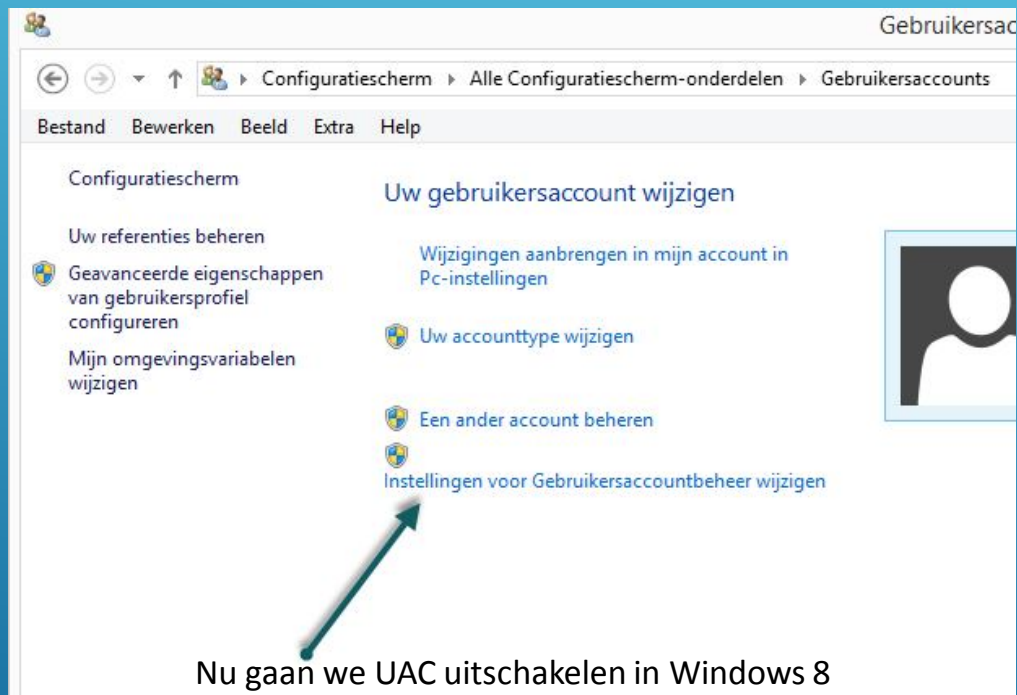 Gebruikersac
Configuratiescherm Alle Configuratiescherm-onderdelen Gebruikersaccounts
Bestand Bewerken Beeld Extra Help
Configuratiescherm
Uw referenties beheren
Geavanceerde eigenschappen
van gebruikersprofiel
configureren
Mijn omgevingsvariabelen
wijzigen
Uw gebruikersaccount wijzigen
Wijzigingen aanbrengen in mijn account in
Pc-instellingen
Uw accounttype wijzigen
Een ander account beheren
Instellingen voor Gebruikersaccountbeheer wijzigen
Nu gaan we UAC uitschakelen in Windows 8